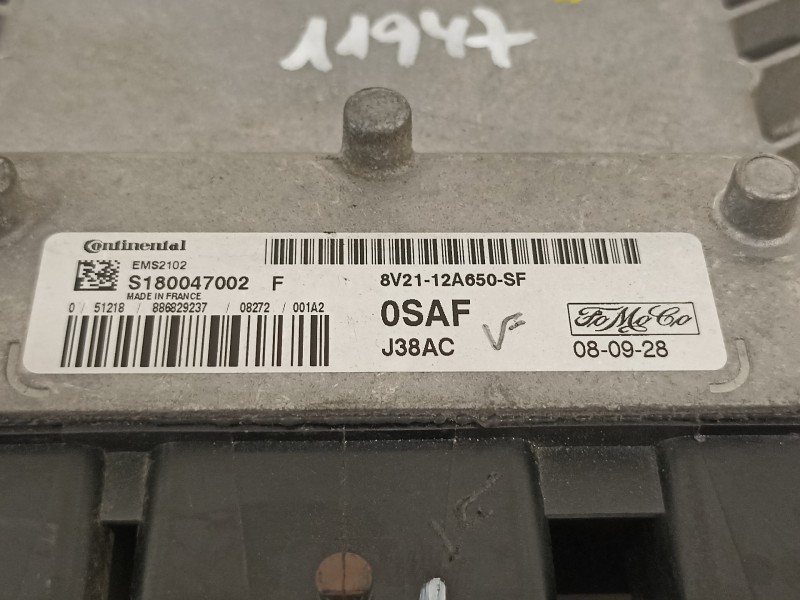 11947
Continental
EMS2102
S180047002 F
MADE IN FRANCE
0 / 51218 / 886829237 / 08272 / 001A2
8V21-12A650-SF
0SAF
J38AC
FoMoCo
08-09-28